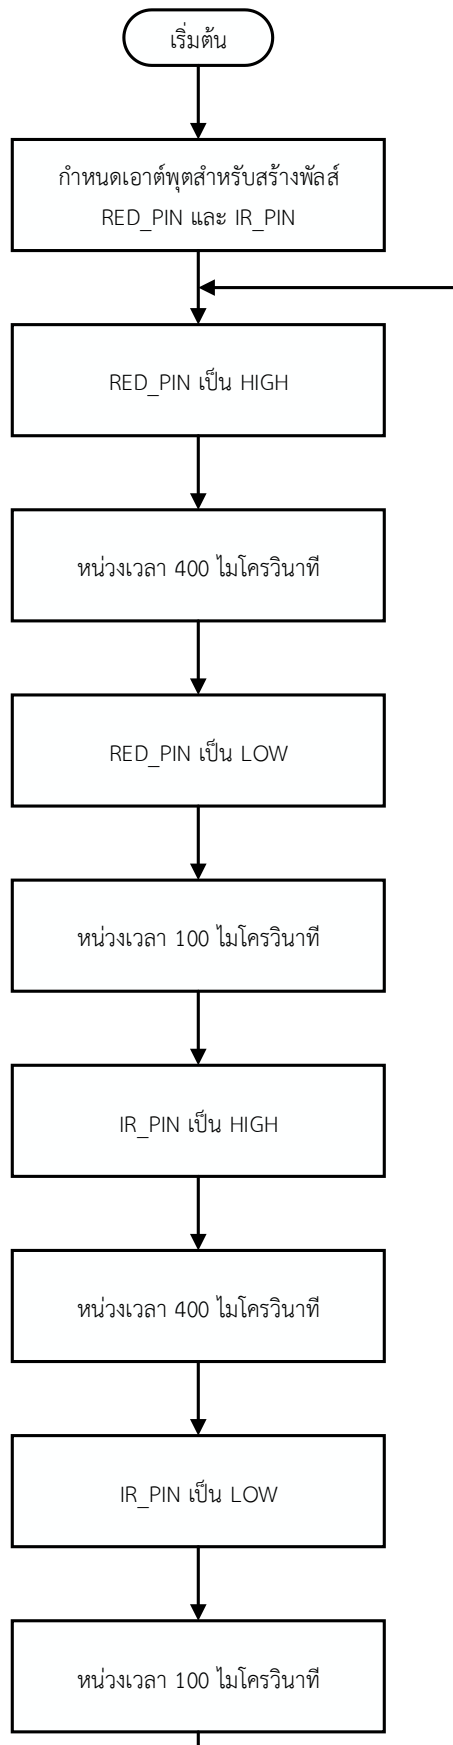 เริ่มต้น
กำหนดเอาต์พุตสำหรับสร้างพัลส์
RED_PIN และ IR_PIN
RED_PIN เป็น HIGH
หน่วงเวลา 400 ไมโครวินาที
RED_PIN เป็น LOW
หน่วงเวลา 100 ไมโครวินาที
IR_PIN เป็น HIGH
หน่วงเวลา 400 ไมโครวินาที
IR_PIN เป็น LOW
หน่วงเวลา 100 ไมโครวินาที